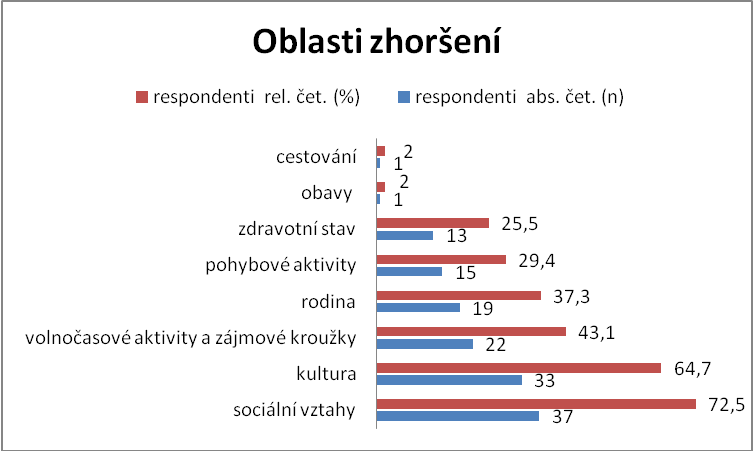 Oblasti zhoršení
respondenti rel. čet. (%) respondenti abs. čet. (n)
cestování 2
1
obavy 2
1
zdravotní stav 25,5
13
pohybové aktivity 29,4
15
rodina 37,3
19
volnočasové aktivity a zájmové kroužky 43,1
22
kultura 64,7
33
sociální vztahy 72,5
37